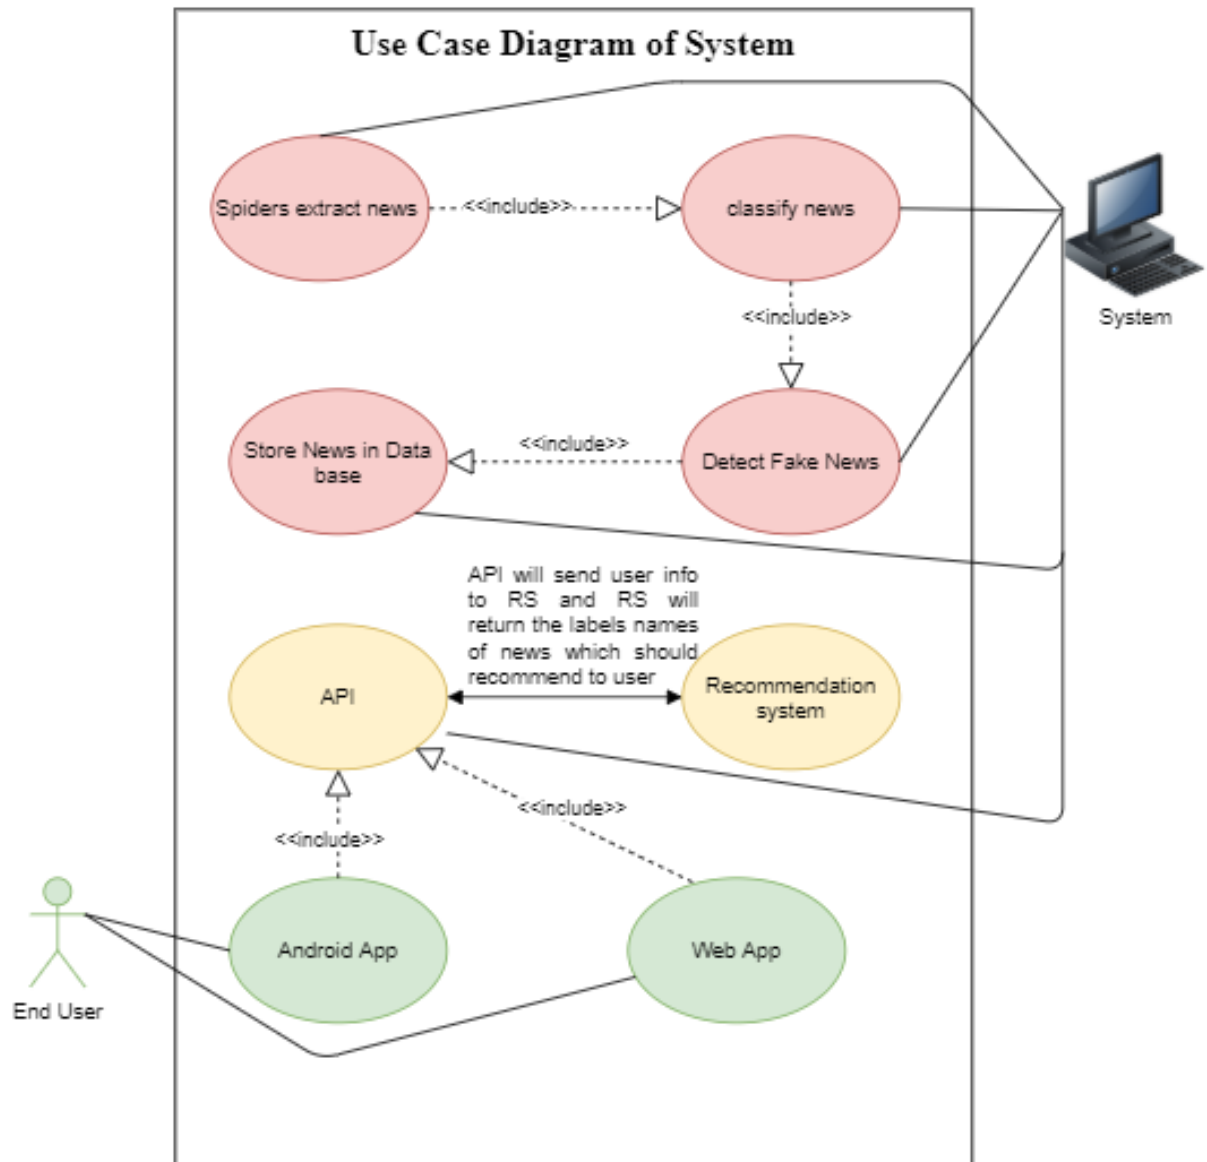 Use Case Diagram of System
Spiders extract news
<<include>>
classify news
<<include>>
System
Store News in Data
base
<<include>>
Detect Fake News
API will send user info
to RS and RS will
return the labels names
of news which should
recommend to user
API
Recommendation
system
<<include>>
<<include>>
Android App
Web App
End User